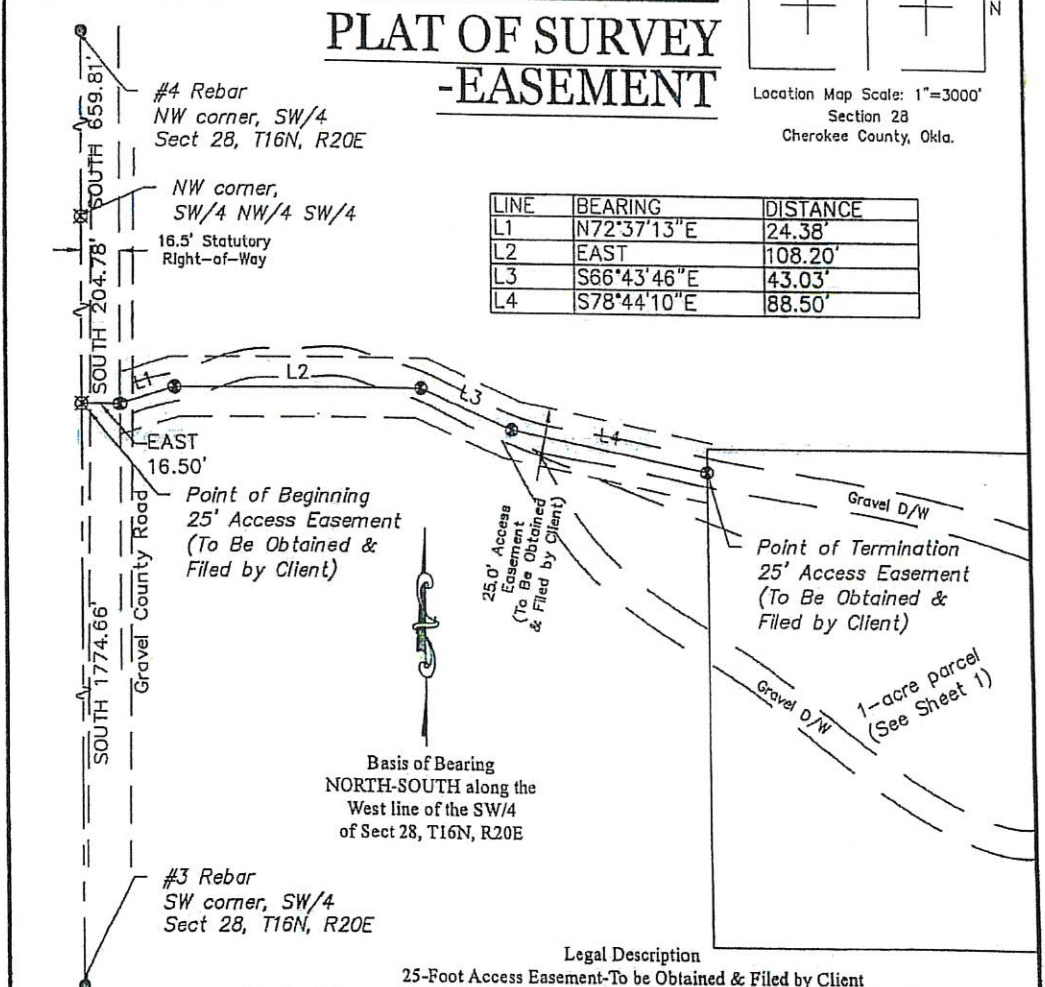 PLAT OF SURVEY
-EASEMENT
N
Location Map Scale: 1"=3000'
Section 28
Cherokee County, Okla.
SOUTH 659.81'
#4 Rebar
NW corner, SW/4
Sect 28, T16N, R20E
NW corner,
SW/4 NW/4 SW/4
16.5' Statutory
Right-of-Way
SOUTH 204.78'
LINE BEARING DISTANCE
L1 N72°37'13"E 24.38'
L2 EAST 108.20'
L3 S66°43'46"E 43.03'
L4 S78°44'10"E 88.50'
L1
L2
L3
L4
EAST
16.50'
Point of Beginning
25' Access Easement
(To Be Obtained &
Filed by Client)
25.0' Access
Easement
(To Be Obtained
& Filed by Client)
Gravel D/W
Point of Termination
25' Access Easement
(To Be Obtained &
Filed by Client)
SOUTH 1774.66'
Gravel County Road
Gravel D/W
1-acre parcel
(See Sheet 1)
Basis of Bearing
NORTH-SOUTH along the
West line of the SW/4
of Sect 28, T16N, R20E
#3 Rebar
SW corner, SW/4
Sect 28, T16N, R20E
Legal Description
25-Foot Access Easement-To be Obtained & Filed by Client